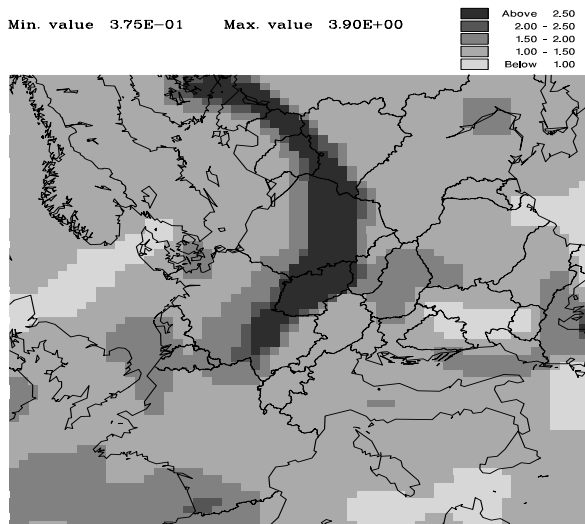 Min. value 3.75E-01 Max. value 3.90E+00
Above 2.50
2.00 - 2.50
1.50 - 2.00
1.00 - 1.50
Below 1.00